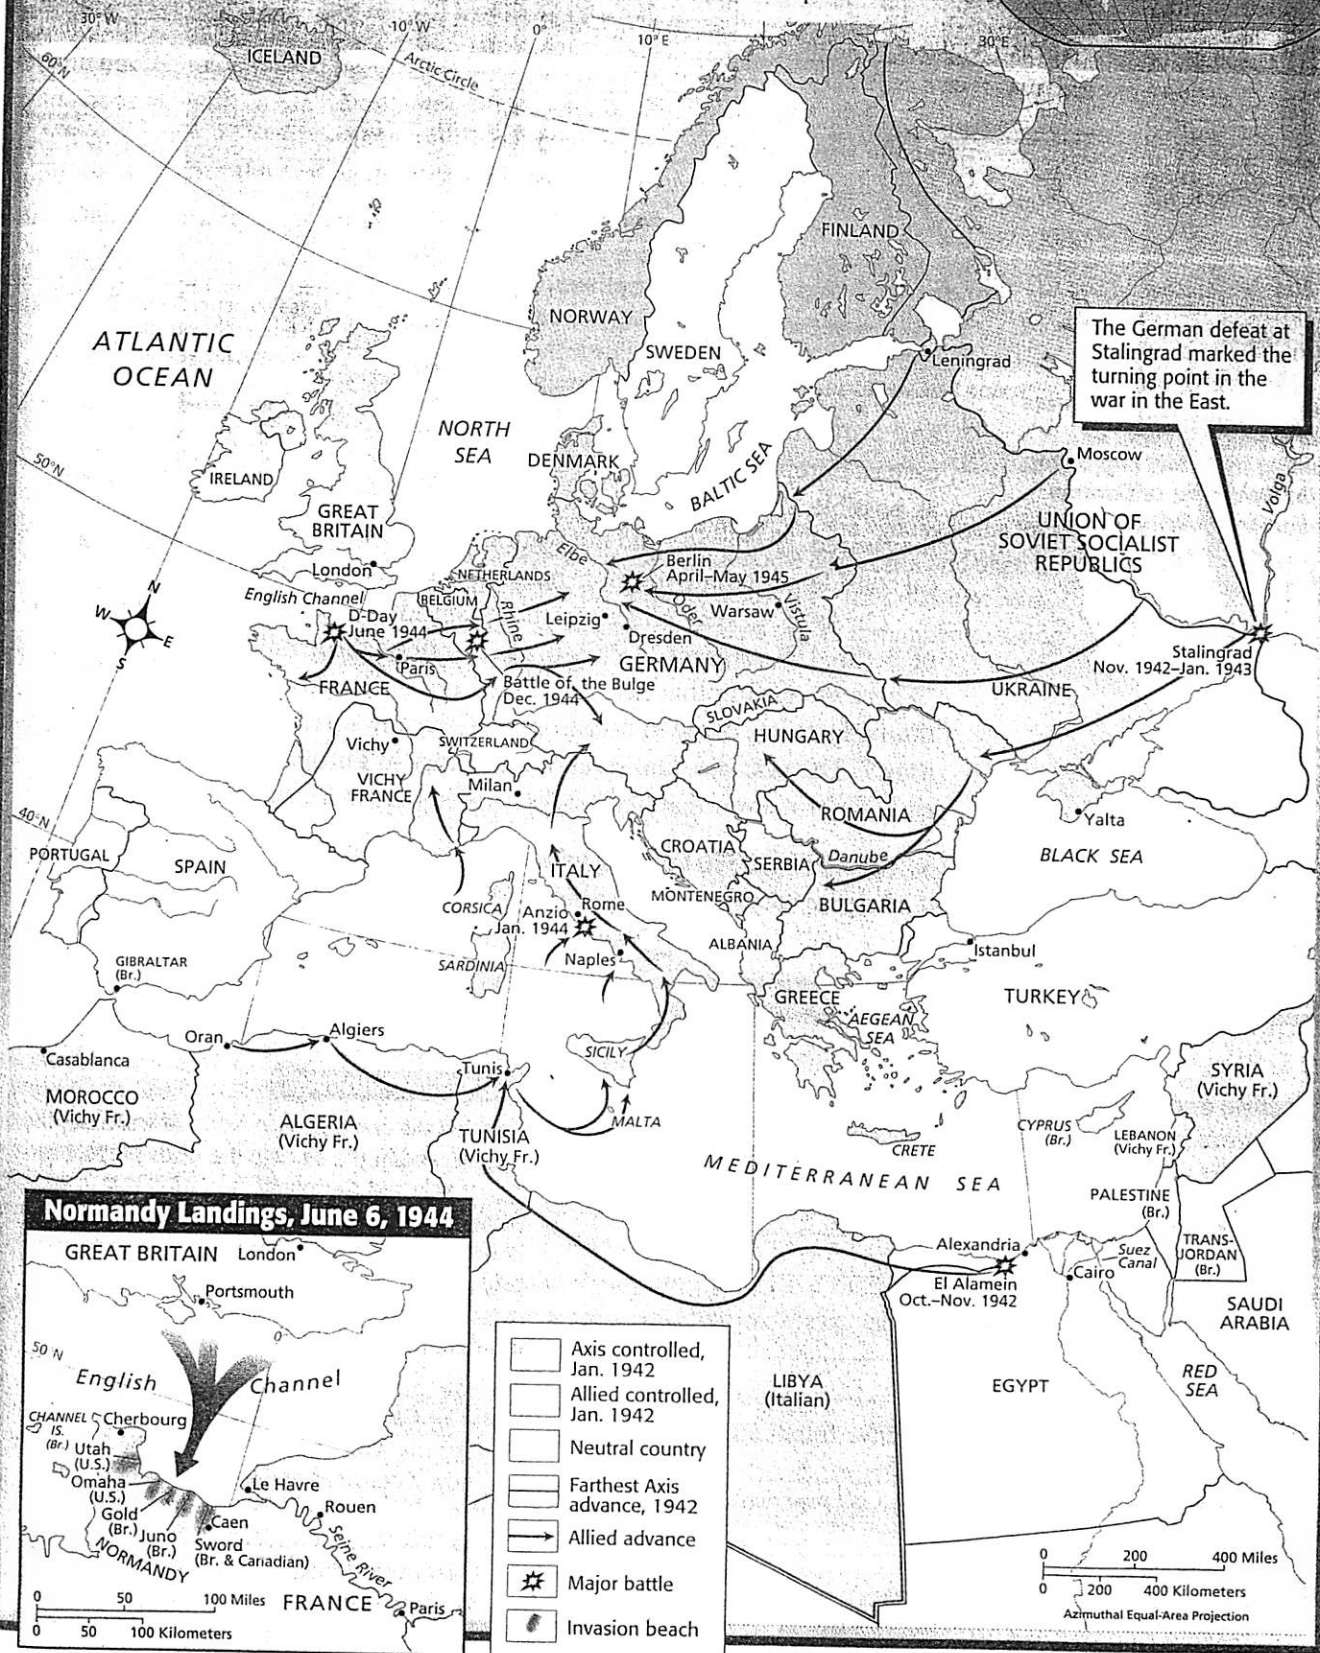 30° W
10° W
0°
10° E
30° E
60° N
ICELAND
Arctic Circle
FINLAND
NORWAY
SWEDEN
ATLANTIC
OCEAN
Leningrad
The German defeat at
Stalingrad marked the
turning point in the
war in the East.
NORTH
SEA
DENMARK
BALTIC SEA
Moscow
50° N
IRELAND
GREAT
BRITAIN
Volga
UNION OF
SOVIET SOCIALIST
REPUBLICS
London
NETHERLANDS
Elbe
Berlin
April–May 1945
English Channel
BELGIUM
Rhine
Oder
Warsaw
Vistula
N
W
E
S
D-Day
June 1944
Leipzig
Dresden
Paris
GERMANY
Stalingrad
Nov. 1942–Jan. 1943
FRANCE
Battle of the Bulge
Dec. 1944
UKRAINE
SLOVAKIA
HUNGARY
Vichy
SWITZERLAND
VICHY
FRANCE
Milan
ROMANIA
Yalta
40° N
PORTUGAL
SPAIN
ITALY
CROATIA
SERBIA
Danube
BLACK SEA
CORSICA
Rome
Anzio
Jan. 1944
MONTENEGRO
BULGARIA
ALBANIA
Istanbul
GIBRALTAR
(Br.)
SARDINIA
Naples
GREECE
TURKEY
AEGEAN
SEA
Oran
Algiers
Casablanca
SICILY
Tunis
SYRIA
(Vichy Fr.)
MOROCCO
(Vichy Fr.)
ALGERIA
(Vichy Fr.)
TUNISIA
(Vichy Fr.)
MALTA
CRETE
CYPRUS
(Br.)
LEBANON
(Vichy Fr.)
MEDITERRANEAN SEA
PALESTINE
(Br.)
TRANS-
JORDAN
(Br.)
Alexandria
Suez
Canal
Cairo
El Alamein
Oct.–Nov. 1942
SAUDI
ARABIA
LIBYA
(Italian)
EGYPT
RED
SEA
Normandy Landings, June 6, 1944
GREAT BRITAIN
London
Portsmouth
0°
50 N
English Channel
CHANNEL
IS.
(Br.)
Cherbourg
Utah
(U.S.)
Omaha
(U.S.)
Gold
(Br.)
Juno
(Br.)
Sword
(Br. & Canadian)
Le Havre
Rouen
Caen
Seine River
NORMANDY
FRANCE
Paris
0 50 100 Miles
0 50 100 Kilometers
Axis controlled,
Jan. 1942
Allied controlled,
Jan. 1942
Neutral country
Farthest Axis
advance, 1942
Allied advance
Major battle
Invasion beach
0 200 400 Miles
0 200 400 Kilometers
Azimuthal Equal-Area Projection